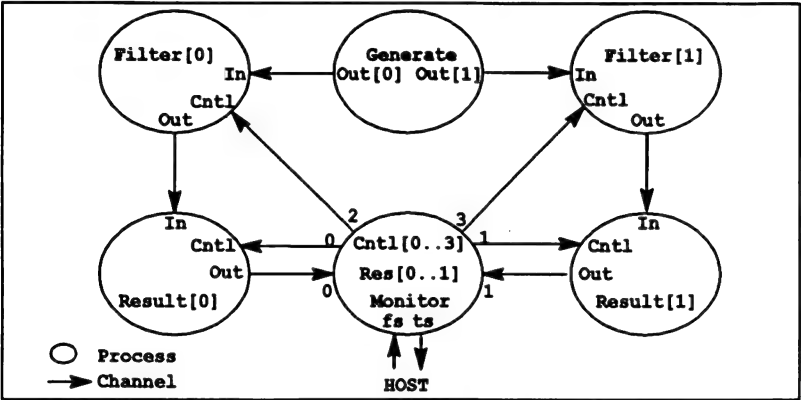 Filter[0]
In
Cntl
Out
Generate
Out[0] Out[1]
Filter[1]
In
Cntl
Out
In
Cntl
Out
Result[0]
2
3
0
1
Cntl[0..3]
Res[0..1]
0
1
Monitor
fs ts
In
Cntl
Out
Result[1]
Process
Channel
HOST